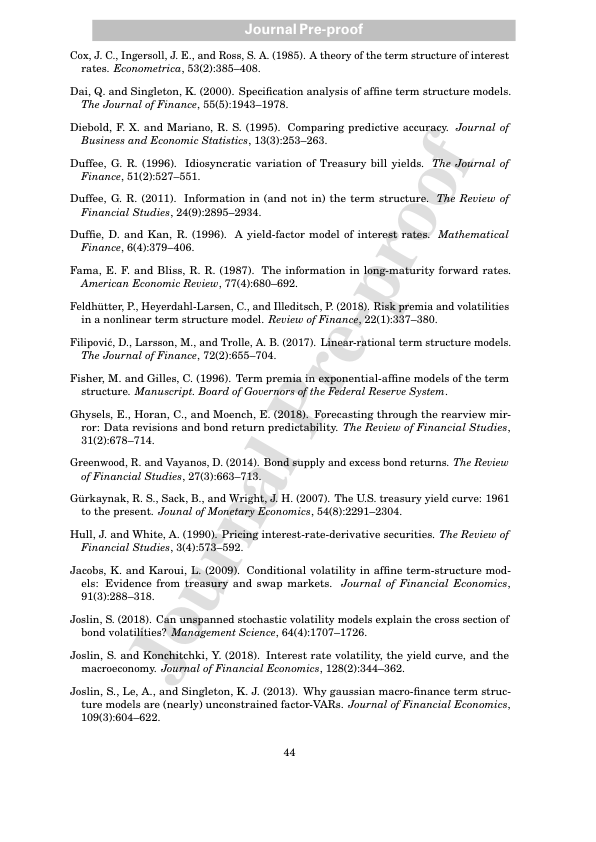 Journal Pre-proof
Cox, J. C., Ingersoll, J. E., and Ross, S. A. (1985). A theory of the term structure of interest
rates. Econometrica, 53(2):385–408.
Dai, Q. and Singleton, K. (2000). Specification analysis of affine term structure models.
The Journal of Finance, 55(5):1943–1978.
Diebold, F. X. and Mariano, R. S. (1995). Comparing predictive accuracy. Journal of
Business and Economic Statistics, 13(3):253–263.
Duffee, G. R. (1996). Idiosyncratic variation of Treasury bill yields. The Journal of
Finance, 51(2):527–551.
Duffee, G. R. (2011). Information in (and not in) the term structure. The Review of
Financial Studies, 24(9):2895–2934.
Duffie, D. and Kan, R. (1996). A yield-factor model of interest rates. Mathematical
Finance, 6(4):379–406.
Fama, E. F. and Bliss, R. R. (1987). The information in long-maturity forward rates.
American Economic Review, 77(4):680–692.
Feldhütter, P., Heyerdahl-Larsen, C., and Illeditsch, P. (2018). Risk premia and volatilities
in a nonlinear term structure model. Review of Finance, 22(1):337–380.
Filipović, D., Larsson, M., and Trolle, A. B. (2017). Linear-rational term structure models.
The Journal of Finance, 72(2):655–704.
Fisher, M. and Gilles, C. (1996). Term premia in exponential-affine models of the term
structure. Manuscript. Board of Governors of the Federal Reserve System.
Ghysels, E., Horan, C., and Moench, E. (2018). Forecasting through the rearview mir-
ror: Data revisions and bond return predictability. The Review of Financial Studies,
31(2):678–714.
Greenwood, R. and Vayanos, D. (2014). Bond supply and excess bond returns. The Review
of Financial Studies, 27(3):663–713.
Gürkaynak, R. S., Sack, B., and Wright, J. H. (2007). The U.S. treasury yield curve: 1961
to the present. Jounal of Monetary Economics, 54(8):2291–2304.
Hull, J. and White, A. (1990). Pricing interest-rate-derivative securities. The Review of
Financial Studies, 3(4):573–592.
Jacobs, K. and Karoui, L. (2009). Conditional volatility in affine term-structure mod-
els: Evidence from treasury and swap markets. Journal of Financial Economics,
91(3):288–318.
Joslin, S. (2018). Can unspanned stochastic volatility models explain the cross section of
bond volatilities? Management Science, 64(4):1707–1726.
Joslin, S. and Konchitchki, Y. (2018). Interest rate volatility, the yield curve, and the
macroeconomy. Journal of Financial Economics, 128(2):344–362.
Joslin, S., Le, A., and Singleton, K. J. (2013). Why gaussian macro-finance term struc-
ture models are (nearly) unconstrained factor-VARs. Journal of Financial Economics,
109(3):604–622.
44
Journal Pre-proof